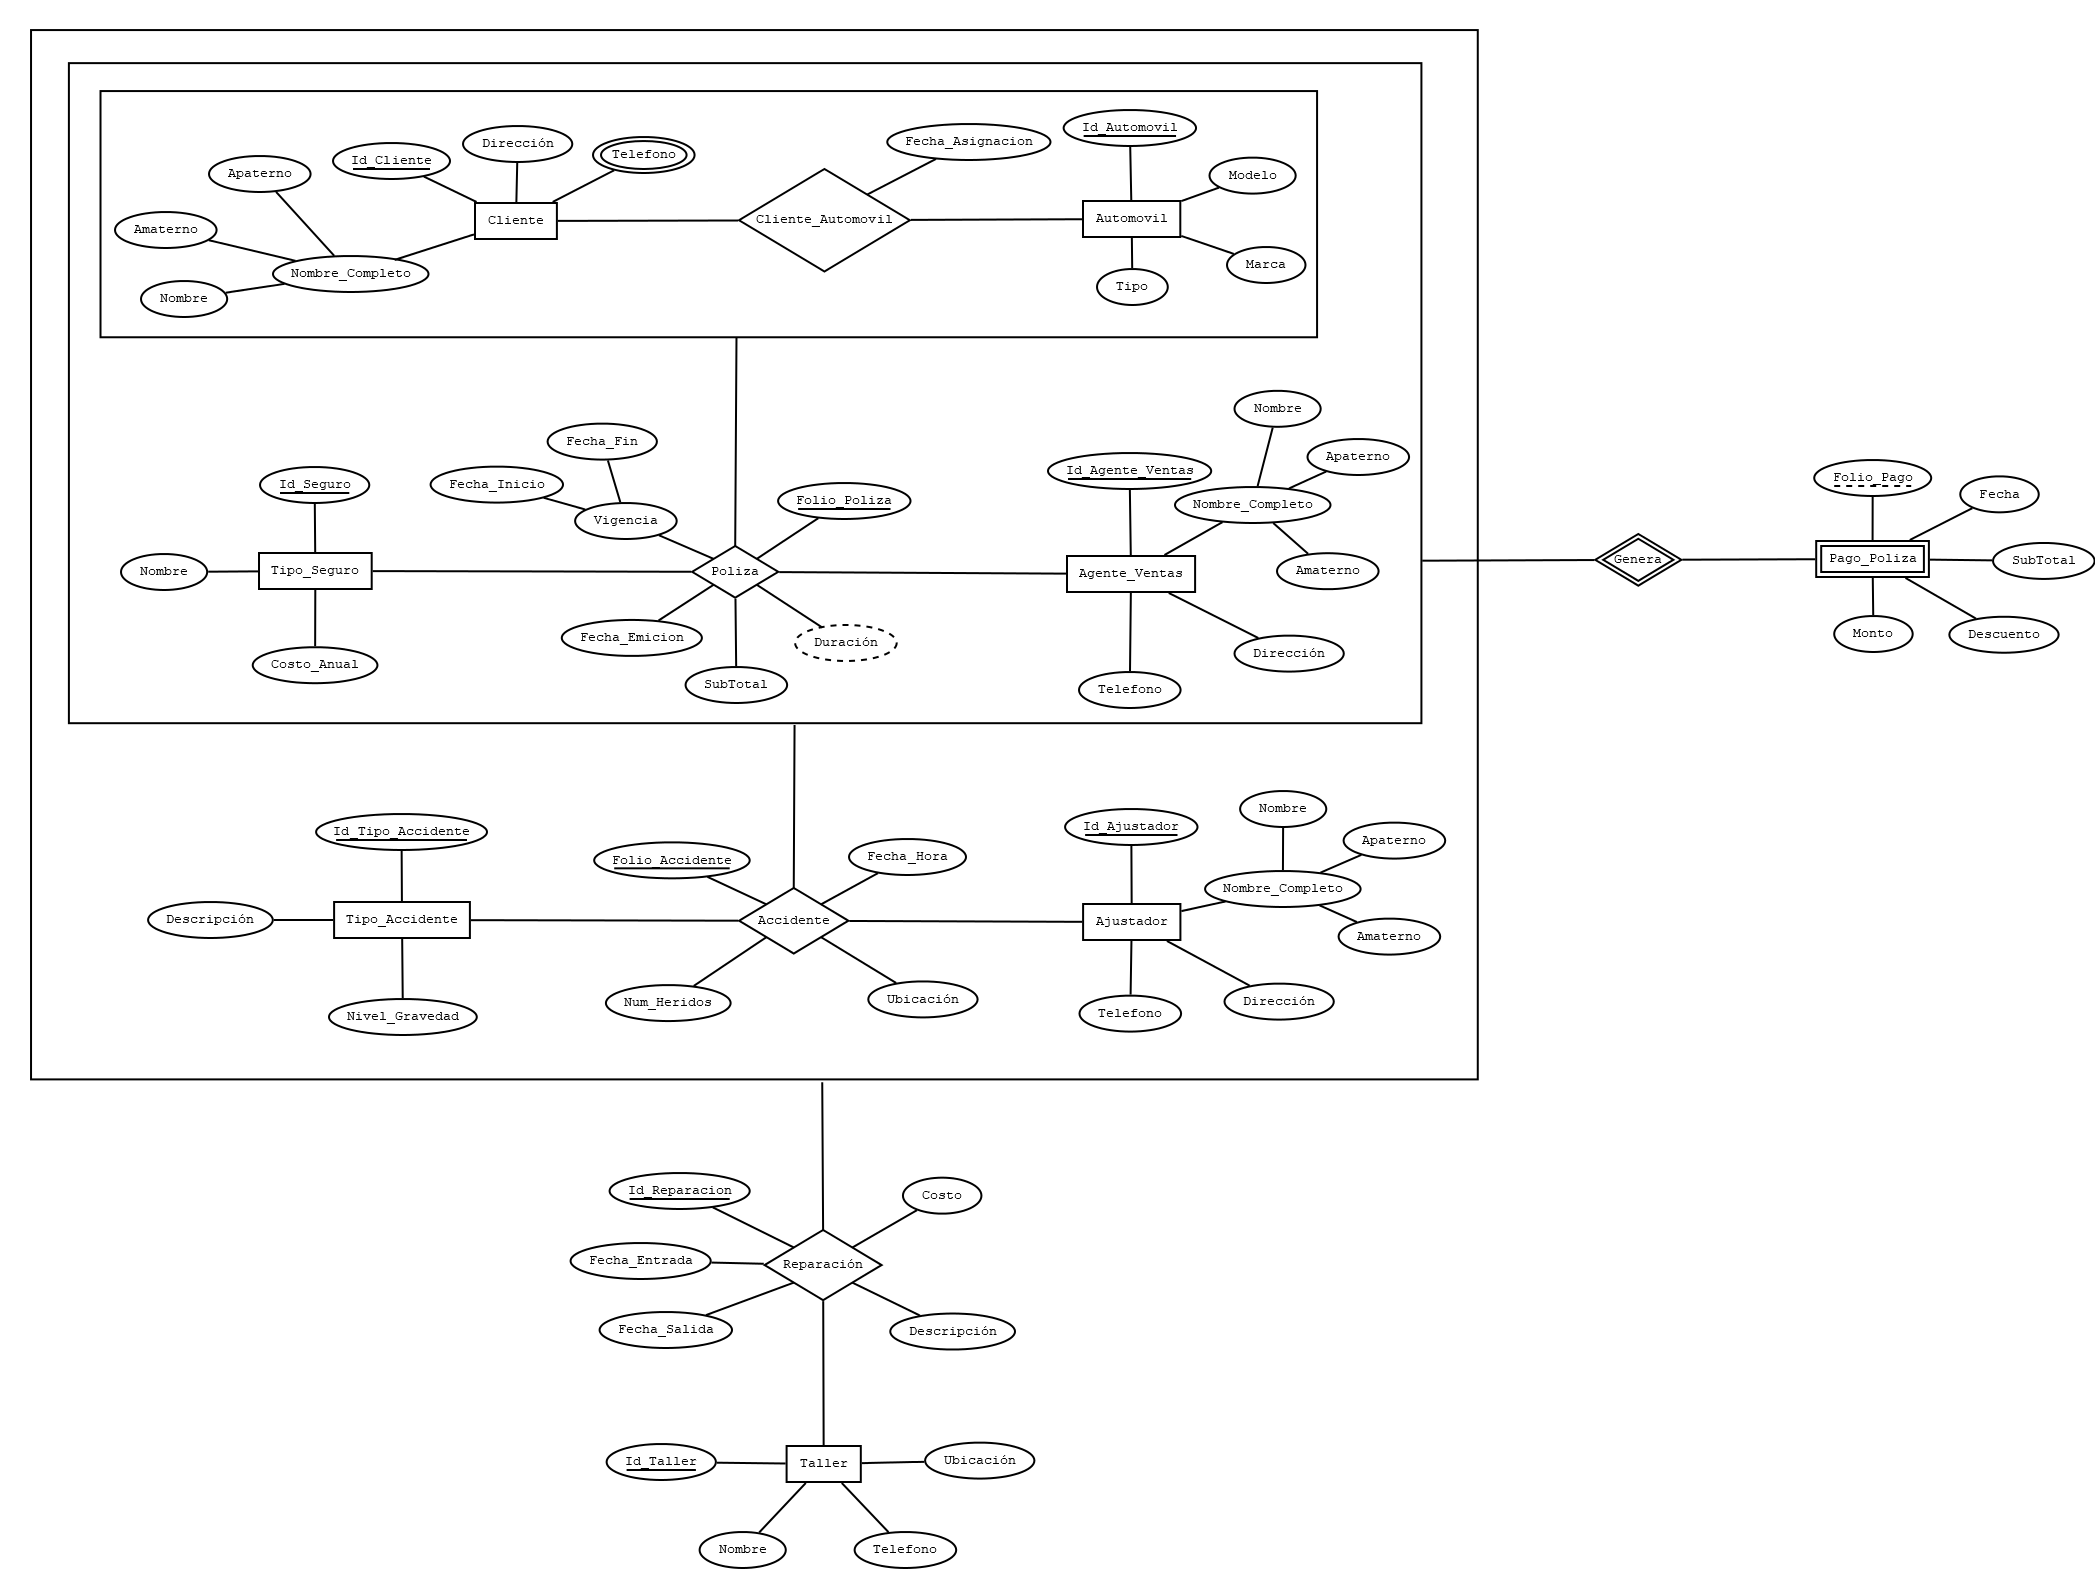 Id_Automovil
Fecha_Asignacion
Dirección
Telefono
Id_Cliente
Apaterno
Modelo
Cliente
Cliente_Automovil
Automovil
Amaterno
Marca
Nombre_Completo
Tipo
Nombre
Nombre
Fecha_Fin
Apaterno
Id_Agente_Ventas
Id_Seguro
Fecha_Inicio
Folio_Poliza
Nombre_Completo
Vigencia
Nombre
Tipo_Seguro
Poliza
Agente_Ventas
Amaterno
Fecha_Emicion
Duración
Dirección
Costo_Anual
SubTotal
Telefono
Folio_Pago
Fecha
Genera
Pago_Poliza
SubTotal
Monto
Descuento
Nombre
Id_Tipo_Accidente
Id_Ajustador
Apaterno
Folio_Accidente
Fecha_Hora
Nombre_Completo
Descripción
Tipo_Accidente
Accidente
Ajustador
Amaterno
Num_Heridos
Ubicación
Dirección
Nivel_Gravedad
Telefono
Id_Reparacion
Costo
Fecha_Entrada
Reparación
Fecha_Salida
Descripción
Id_Taller
Taller
Ubicación
Nombre
Telefono